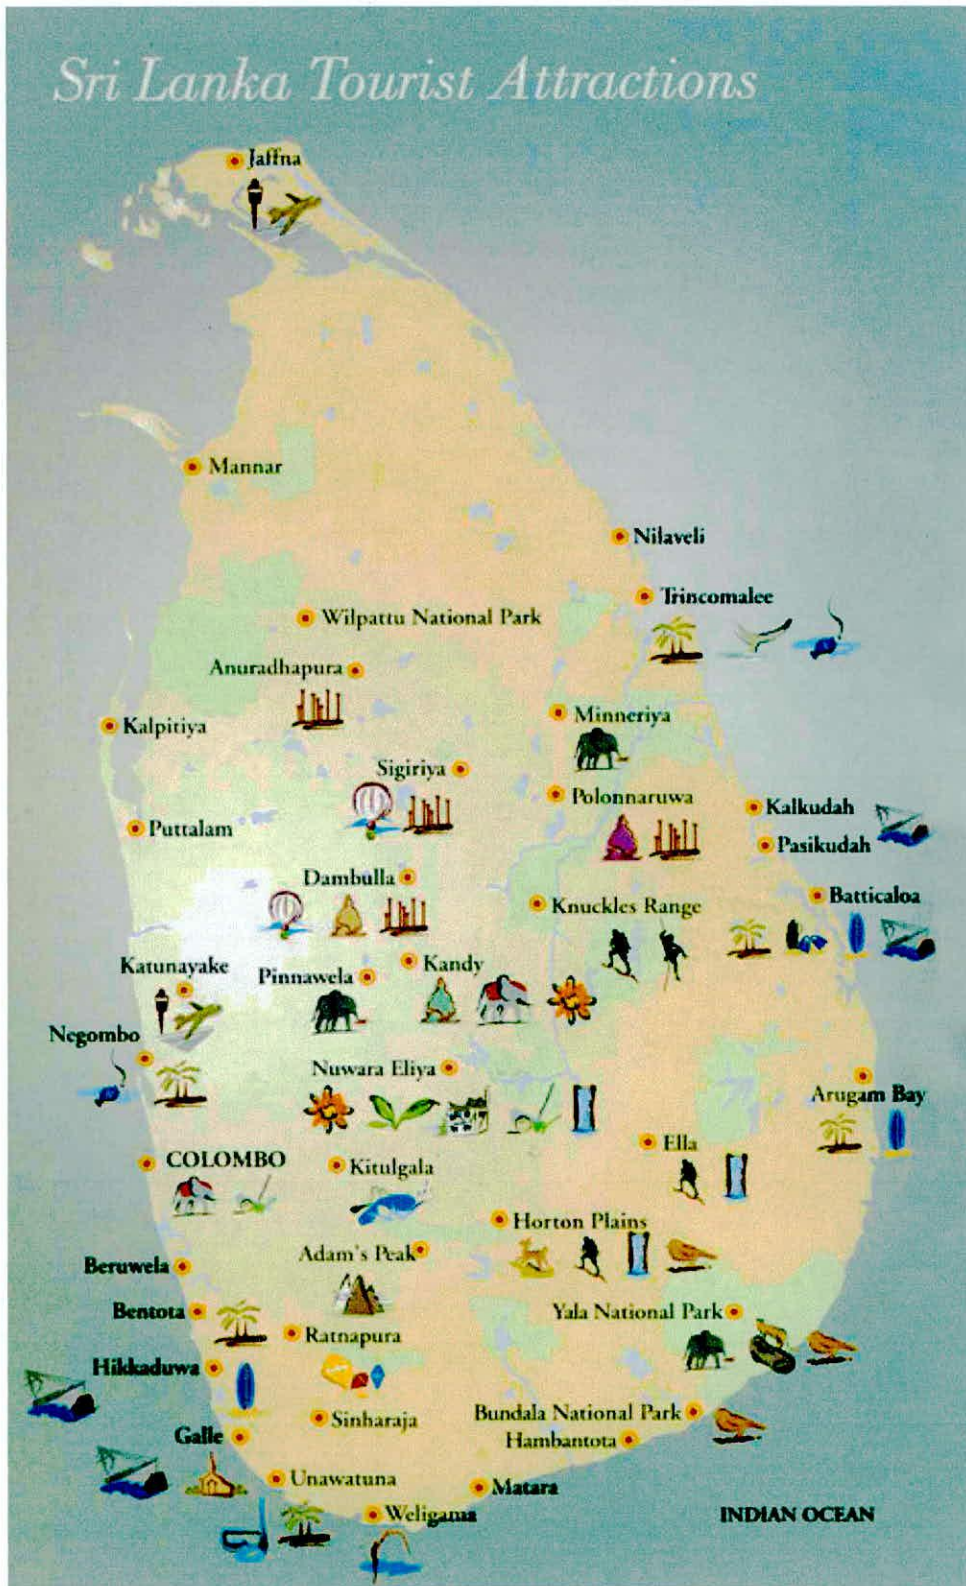 Sri Lanka Tourist Attractions
Jaffna
Mannar
Nilaveli
Trincomalee
Wilpattu National Park
Anuradhapura
Kalpitiya
Minneriya
Sigiriya
Polonnaruwa
Kalkudah
Puttalam
Pasikudah
Dambulla
Batticaloa
Knuckles Range
Katunayake
Pinnawela
Kandy
Negombo
Nuwara Eliya
Arugam Bay
Ella
COLOMBO
Kitulgala
Horton Plains
Adam's Peak
Beruwela
Bentota
Yala National Park
Ratnapura
Hikkaduwa
Bundala National Park
Sinharaja
Galle
Hambantota
Unawatuna
Matara
Weligama
INDIAN OCEAN